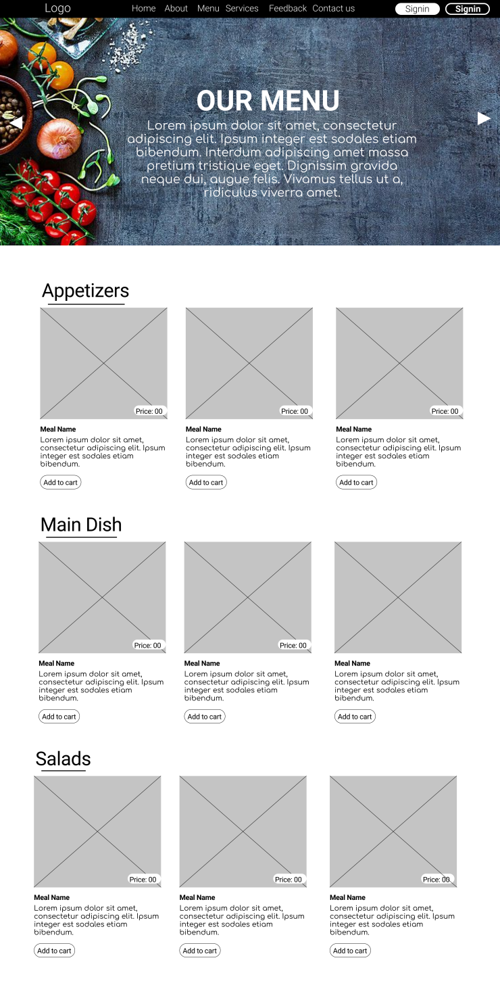 Logo Home About Menu Services Feedback Contact us Signin Signin
OUR MENU
Lorem ipsum dolor sit amet, consectetur
adipiscing elit. Ipsum integer est sodales etiam
bibendum. Interdum adipiscing amet massa
pretium tristique eget. Dignissim gravida
neque dui, augue felis. Vivamus tellus ut a,
ridiculus viverra amet.
Appetizers
Price: 00
Meal Name
Lorem ipsum dolor sit amet,
consectetur adipiscing elit. Ipsum
integer est sodales etiam
bibendum.
Add to cart
Price: 00
Meal Name
Lorem ipsum dolor sit amet,
consectetur adipiscing elit. Ipsum
integer est sodales etiam
bibendum.
Add to cart
Price: 00
Meal Name
Lorem ipsum dolor sit amet,
consectetur adipiscing elit. Ipsum
integer est sodales etiam
bibendum.
Add to cart
Main Dish
Price: 00
Meal Name
Lorem ipsum dolor sit amet,
consectetur adipiscing elit. Ipsum
integer est sodales etiam
bibendum.
Add to cart
Price: 00
Meal Name
Lorem ipsum dolor sit amet,
consectetur adipiscing elit. Ipsum
integer est sodales etiam
bibendum.
Add to cart
Meal Name
Lorem ipsum dolor sit amet,
consectetur adipiscing elit. Ipsum
integer est sodales etiam
bibendum.
Add to cart
Salads
Price: 00
Meal Name
Lorem ipsum dolor sit amet,
consectetur adipiscing elit. Ipsum
integer est sodales etiam
bibendum.
Add to cart
Price: 00
Meal Name
Lorem ipsum dolor sit amet,
consectetur adipiscing elit. Ipsum
integer est sodales etiam
bibendum.
Add to cart
Price: 00
Meal Name
Lorem ipsum dolor sit amet,
consectetur adipiscing elit. Ipsum
integer est sodales etiam
bibendum.
Add to cart